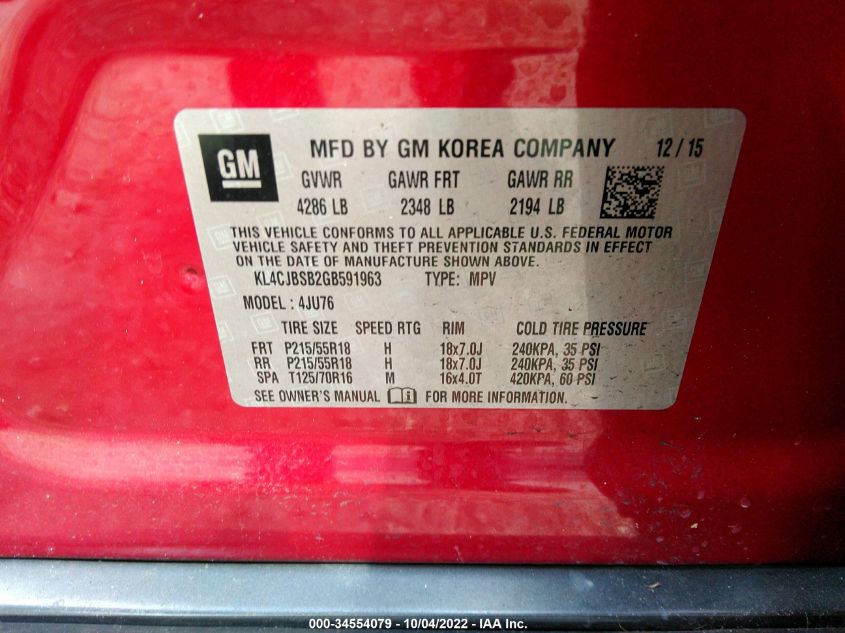 GM MFD BY GM KOREA COMPANY 12 / 15
GVWR GAWR FRT GAWR RR
4286 LB 2348 LB 2194 LB
THIS VEHICLE CONFORMS TO ALL APPLICABLE U.S. FEDERAL MOTOR
VEHICLE SAFETY AND THEFT PREVENTION STANDARDS IN EFFECT
ON THE DATE OF MANUFACTURE SHOWN ABOVE.
KL4CJBSB2GB591963 TYPE: MPV
MODEL : 4JU76
TIRE SIZE SPEED RTG RIM COLD TIRE PRESSURE
FRT P215/55R18 H 18x7.0J 240KPA, 35 PSI
RR P215/55R18 H 18x7.0J 240KPA, 35 PSI
SPA T125/70R16 M 16x4.0T 420KPA, 60 PSI
SEE OWNER'S MANUAL FOR MORE INFORMATION.
000-34554079 - 10/04/2022 - IAA Inc.